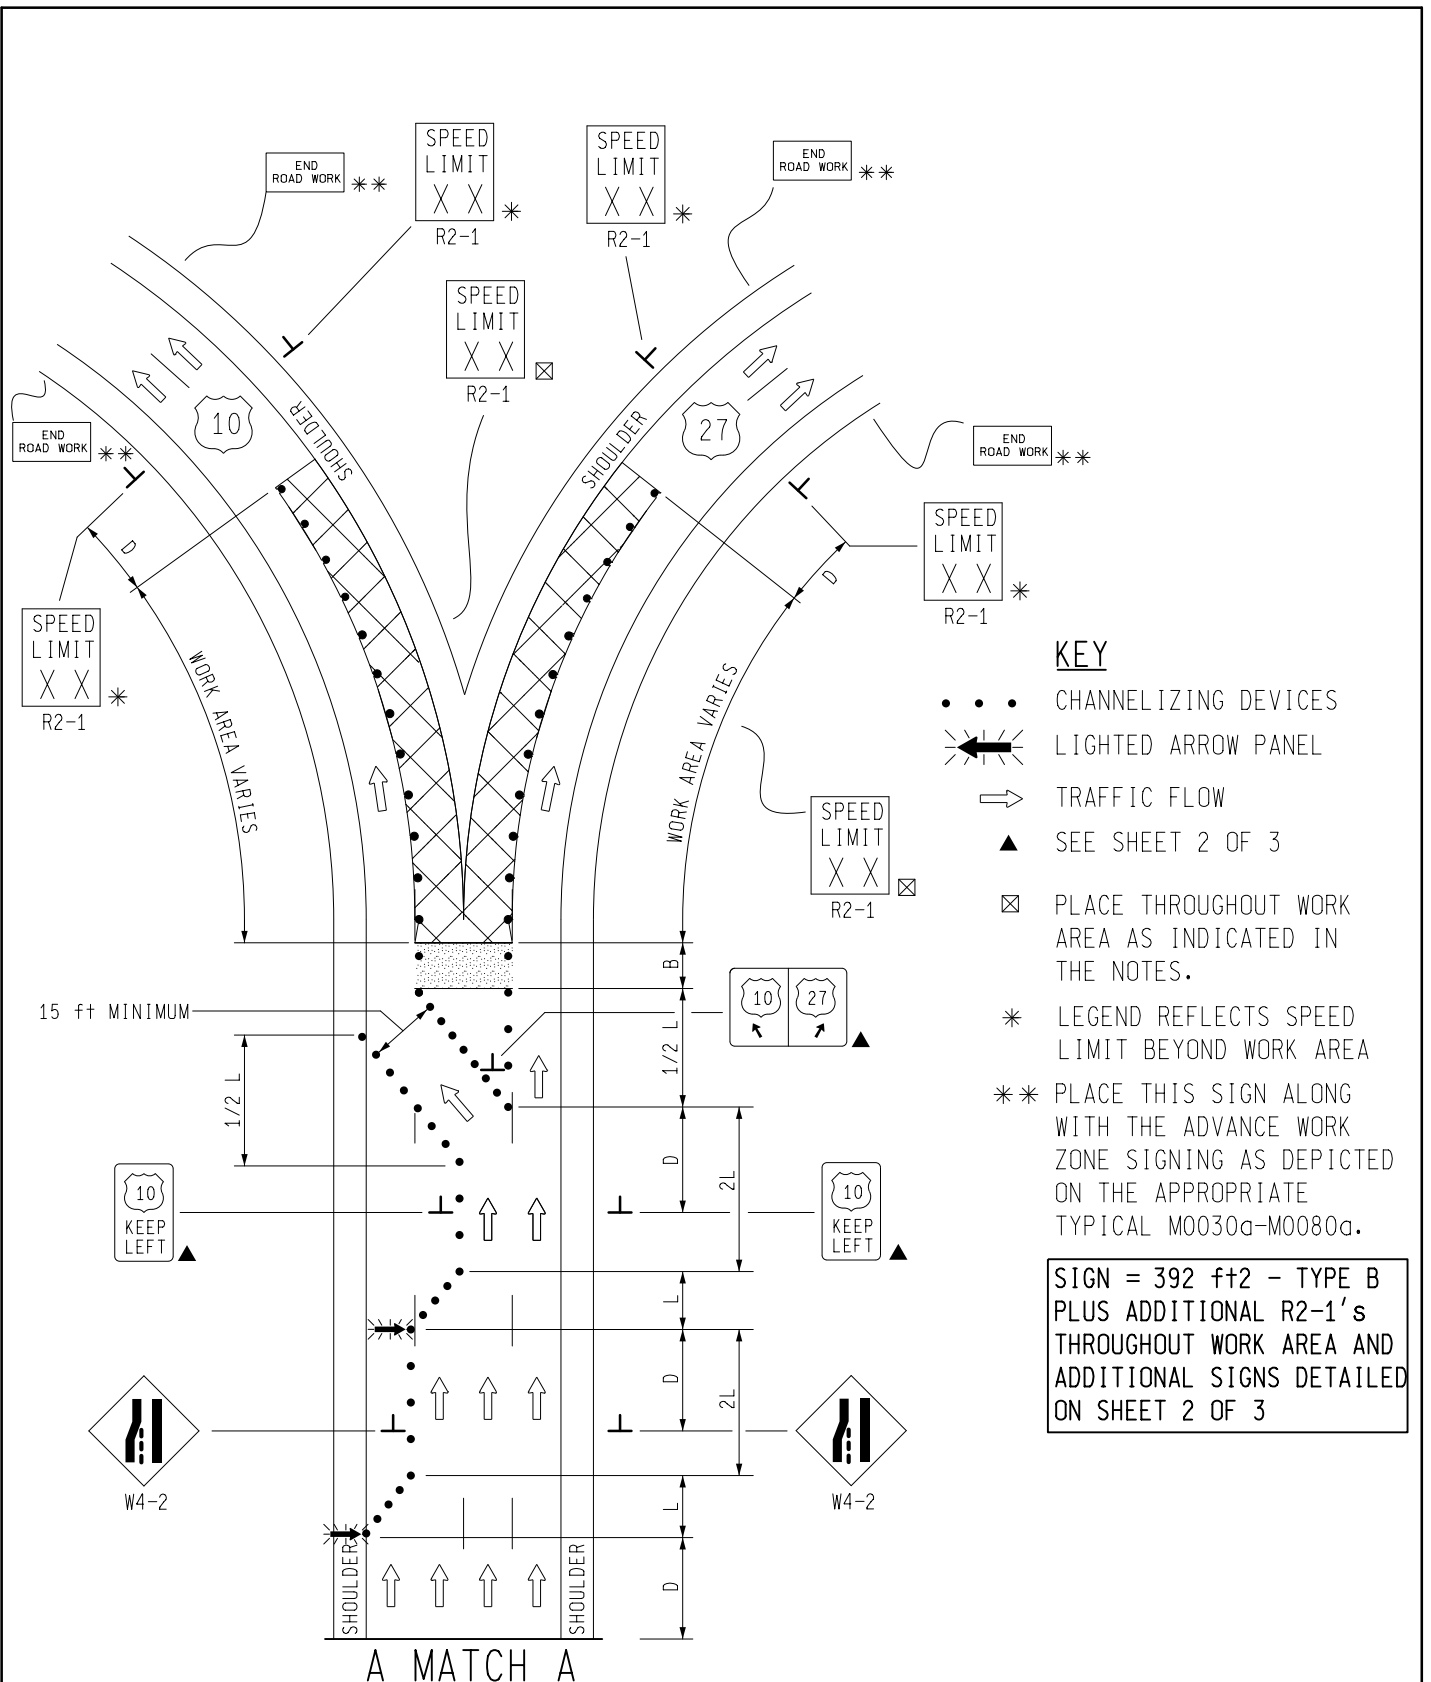 SPEED
LIMIT
X X *
R2-1
SPEED
LIMIT
X X *
R2-1
END
ROAD WORK **
END
ROAD WORK **
SPEED
LIMIT
X X
R2-1
10
SHOULDER
SHOULDER
27
END
ROAD WORK **
END
ROAD WORK **
D
SPEED
LIMIT
X X *
R2-1
D
SPEED
LIMIT
X X *
R2-1
WORK AREA VARIES
WORK AREA VARIES
SPEED
LIMIT
X X
R2-1
KEY
CHANNELIZING DEVICES
LIGHTED ARROW PANEL
TRAFFIC FLOW
SEE SHEET 2 OF 3
PLACE THROUGHOUT WORK
AREA AS INDICATED IN
THE NOTES.
* LEGEND REFLECTS SPEED
LIMIT BEYOND WORK AREA
** PLACE THIS SIGN ALONG
WITH THE ADVANCE WORK
ZONE SIGNING AS DEPICTED
ON THE APPROPRIATE
TYPICAL M0030a-M0080a.
B
15 ft MINIMUM
10 27
1/2 L
1/2 L
D
2L
10
KEEP
LEFT
10
KEEP
LEFT
L
D
2L
W4-2
W4-2
L
SHOULDER
SHOULDER
D
A MATCH A
SIGN = 392 ft2 - TYPE B
PLUS ADDITIONAL R2-1's
THROUGHOUT WORK AREA AND
ADDITIONAL SIGNS DETAILED
ON SHEET 2 OF 3